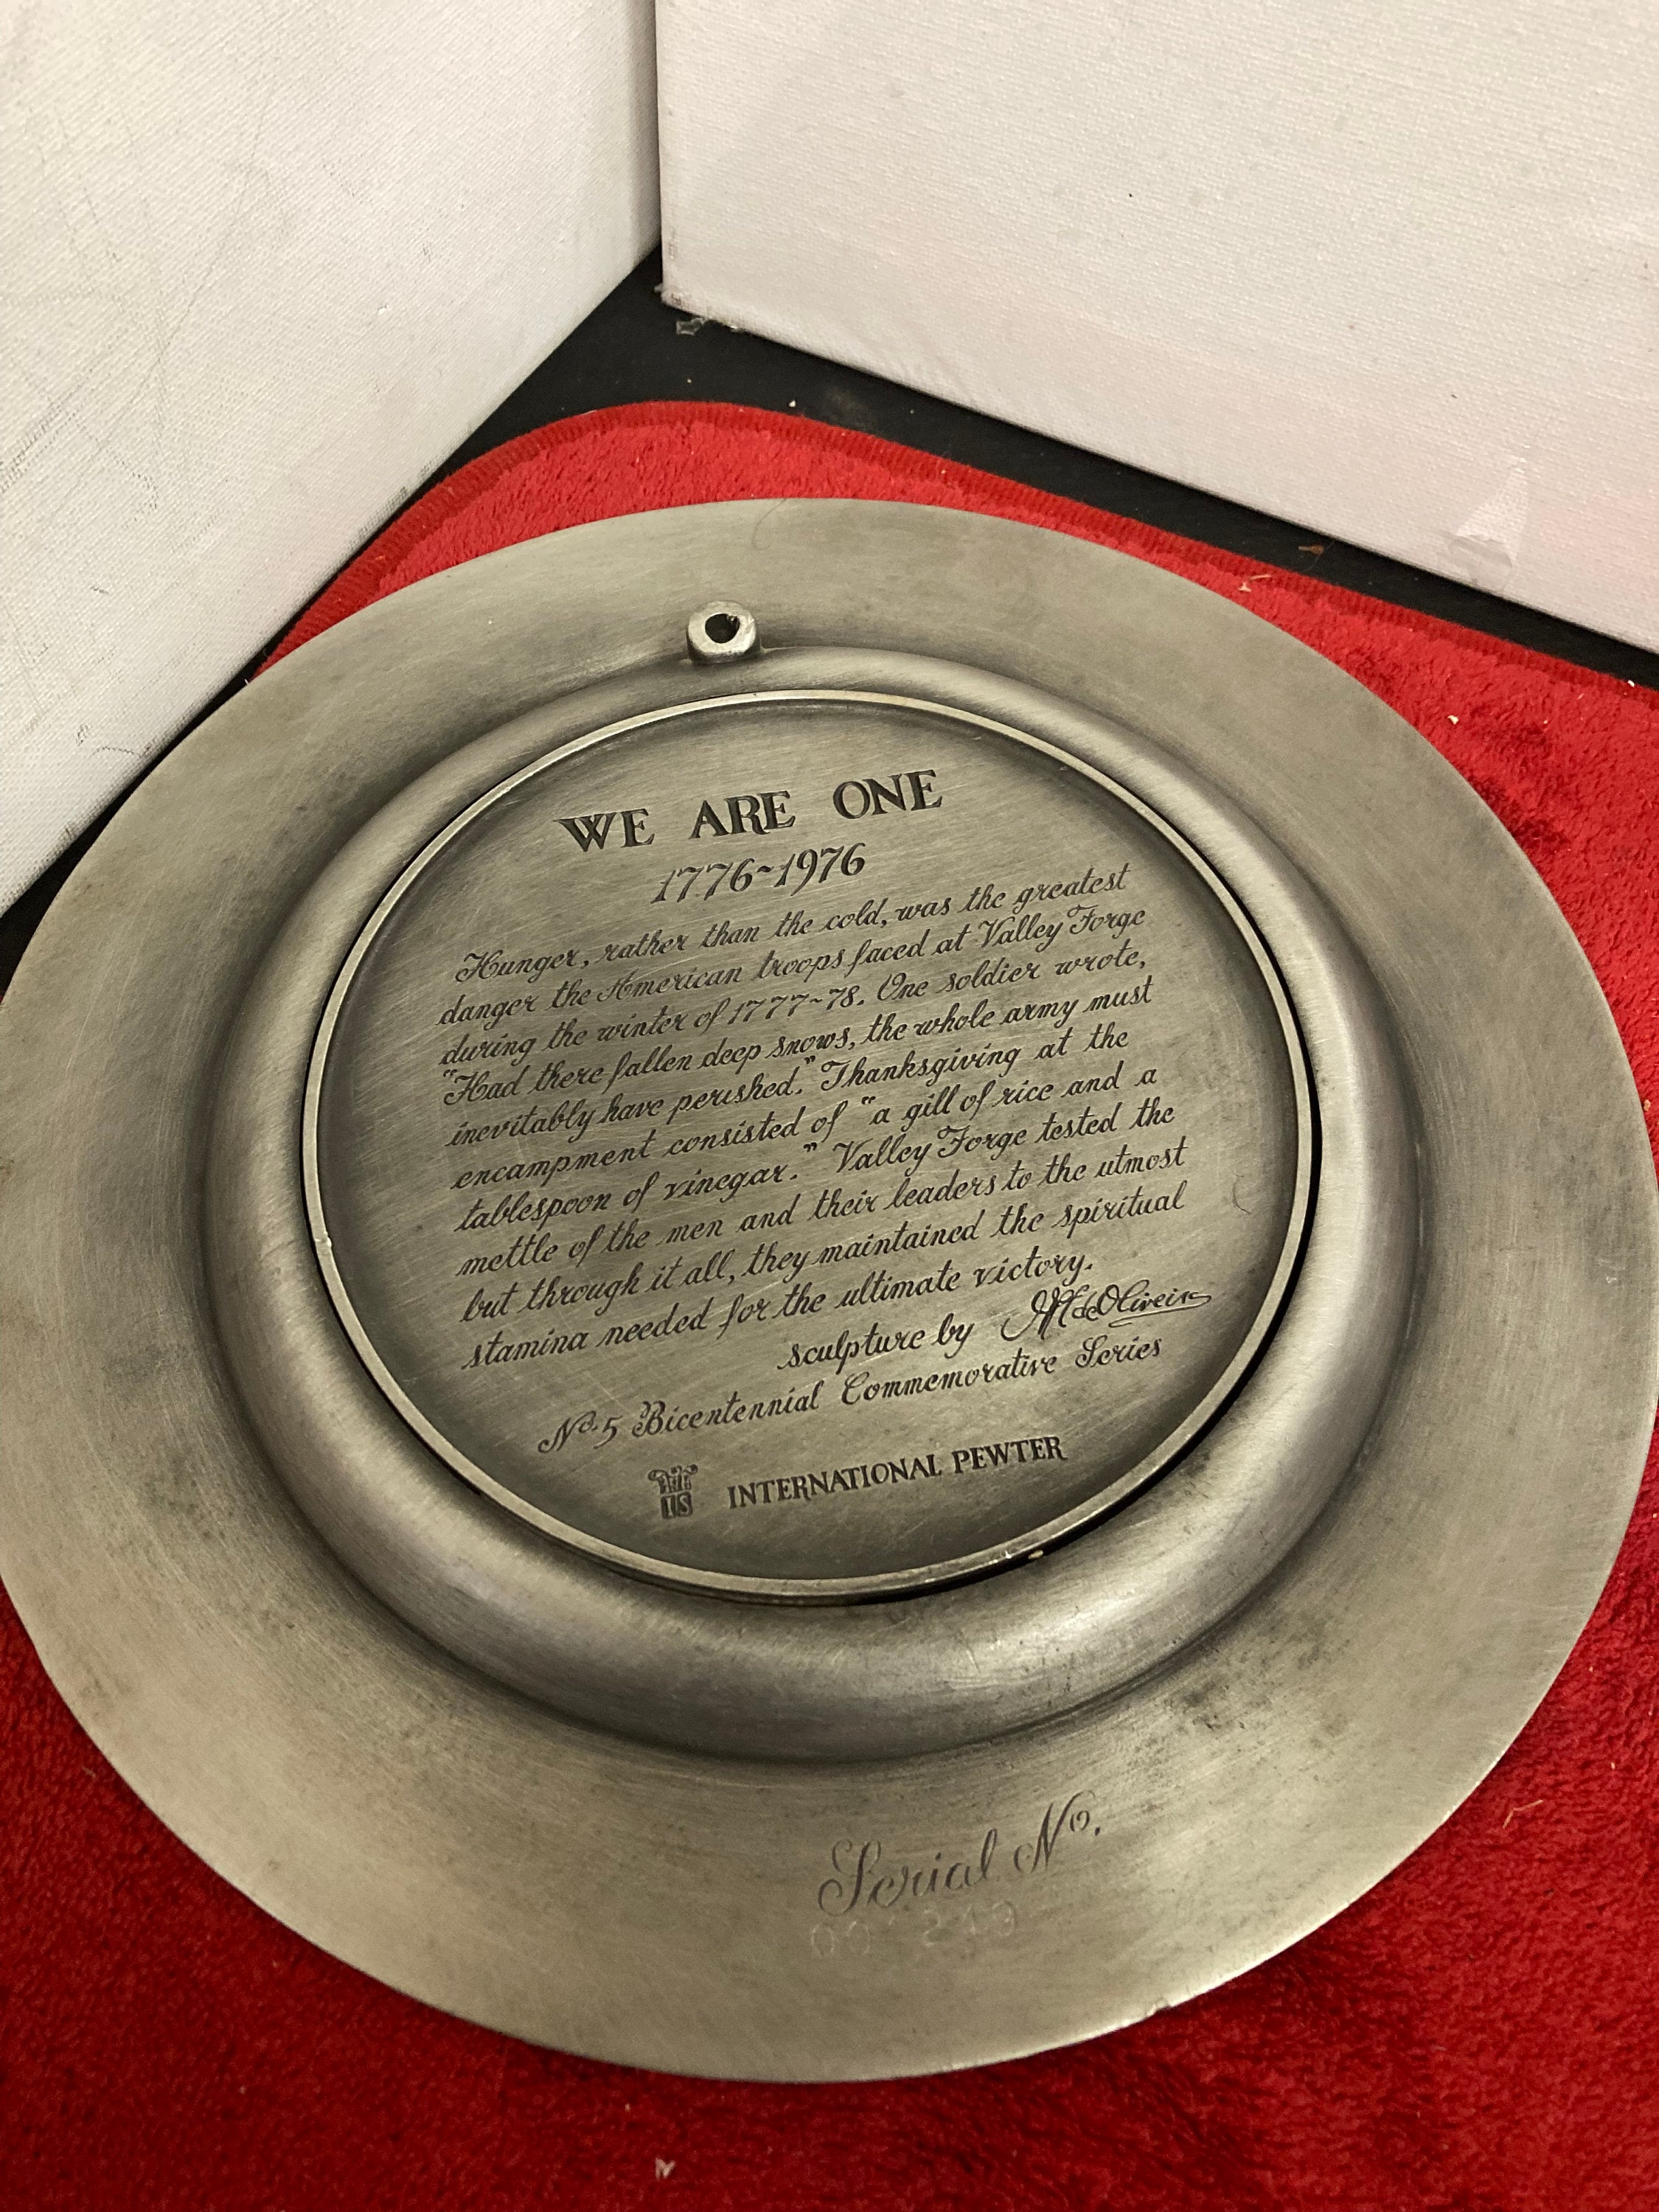 WE ARE ONE
1776~1976
Hunger, rather than the cold, was the greatest
danger the American troops faced at Valley Forge
during the winter of 1777~78. One soldier wrote,
"Had there fallen deep snows, the whole army must
inevitably have perished." Thanksgiving at the
encampment consisted of "a gill of rice and a
tablespoon of vinegar." Valley Forge tested the
mettle of the men and their leaders to the utmost
but through it all, they maintained the spiritual
stamina needed for the ultimate victory.
sculpture by
No. 5 Bicentennial Commemorative Series
IS INTERNATIONAL PEWTER
Serial No.